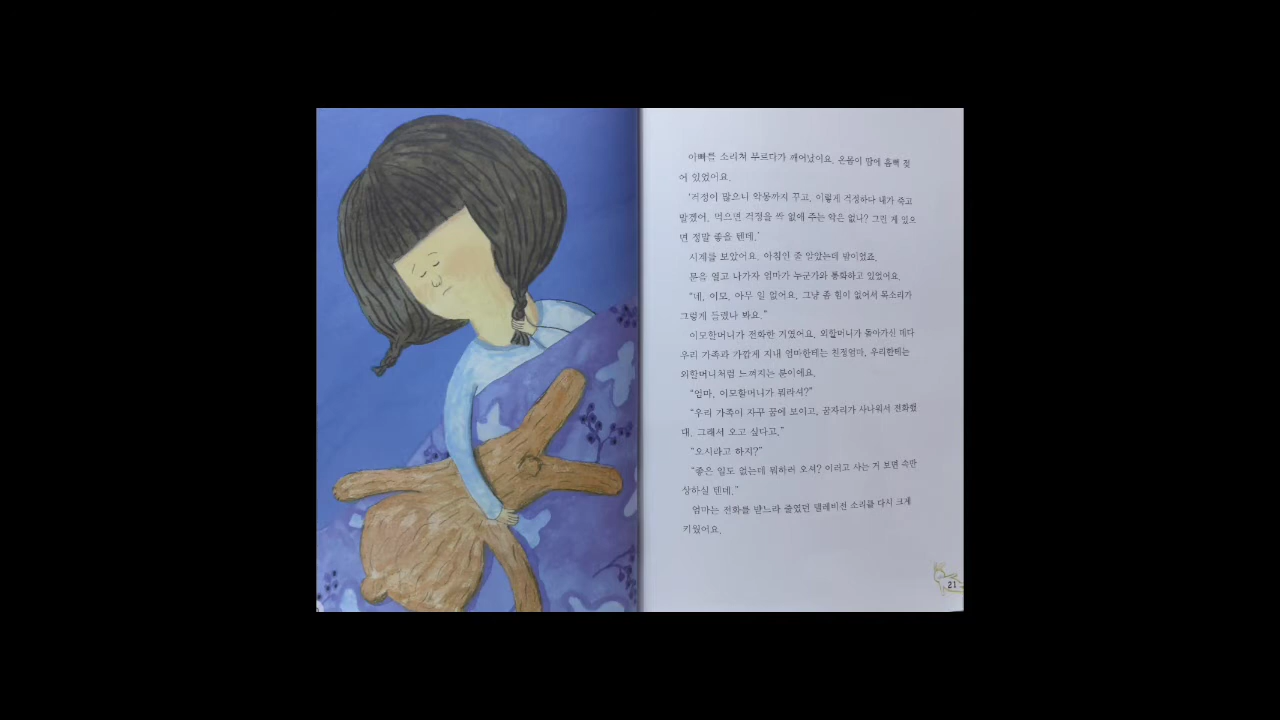 아빠를 소리쳐 부르다가 깨어났어요. 온몸이 땀에 흠뻑 젖
어 있었어요.
'걱정이 많으니 악몽까지 꾸고, 이렇게 걱정하다 내가 죽고
말겠어. 먹으면 걱정을 싹 없애 주는 약은 없나? 그런 게 있으
면 정말 좋을 텐데.'
시계를 보았어요. 아침인 줄 알았는데 밤이었죠.
문을 열고 나가자 엄마가 누군가와 통화하고 있었어요.
"네, 이모. 아무 일 없어요. 그냥 좀 힘이 없어서 목소리가
그렇게 들렸나 봐요."
이모할머니가 전화한 거였어요. 외할머니가 돌아가신 데다
우리 가족과 가깝게 지내 엄마한테는 친정엄마, 우리한테는
외할머니처럼 느껴지는 분이에요.
"엄마, 이모할머니가 뭐라셔?"
"우리 가족이 자꾸 꿈에 보이고, 꿈자리가 사나워서 전화했
대. 그래서 오고 싶다고."
"오시라고 하지?"
"좋은 일도 없는데 뭐하러 오셔? 이러고 사는 거 보면 속만
상하실 텐데."
엄마는 전화를 받느라 줄였던 텔레비전 소리를 다시 크게
키웠어요.
21